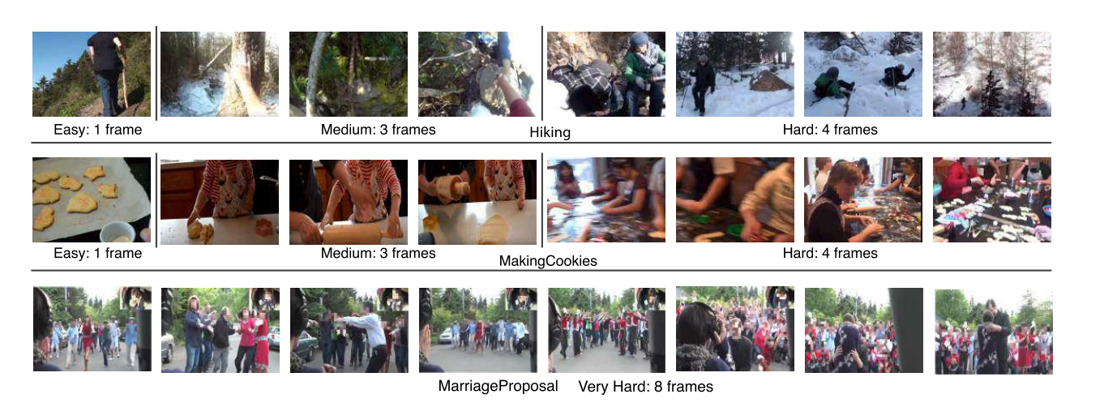 Easy: 1 frame
Medium: 3 frames
Hiking
Hard: 4 frames
Easy: 1 frame
Medium: 3 frames
MakingCookies
Hard: 4 frames
MarriageProposal Very Hard: 8 frames